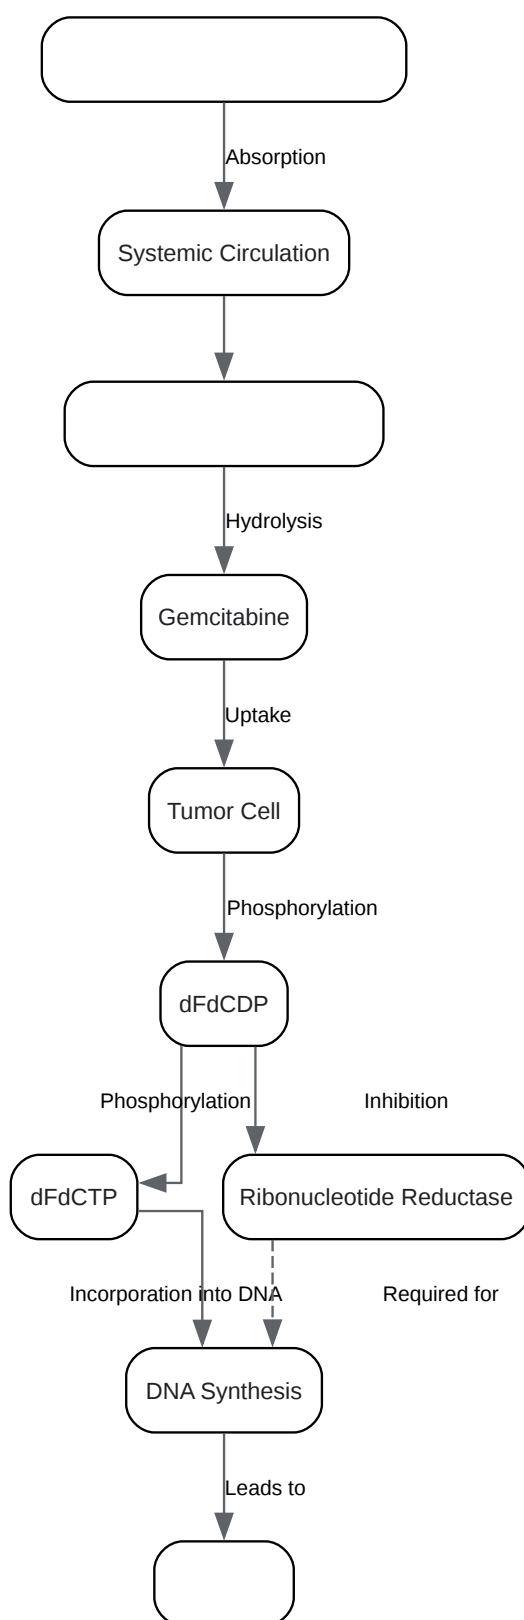 Absorption
Systemic Circulation
Hydrolysis
Gemcitabine
Uptake
Tumor Cell
Phosphorylation
dFdCDP
Phosphorylation
Inhibition
dFdCTP
Ribonucleotide Reductase
Incorporation into DNA
Required for
DNA Synthesis
Leads to